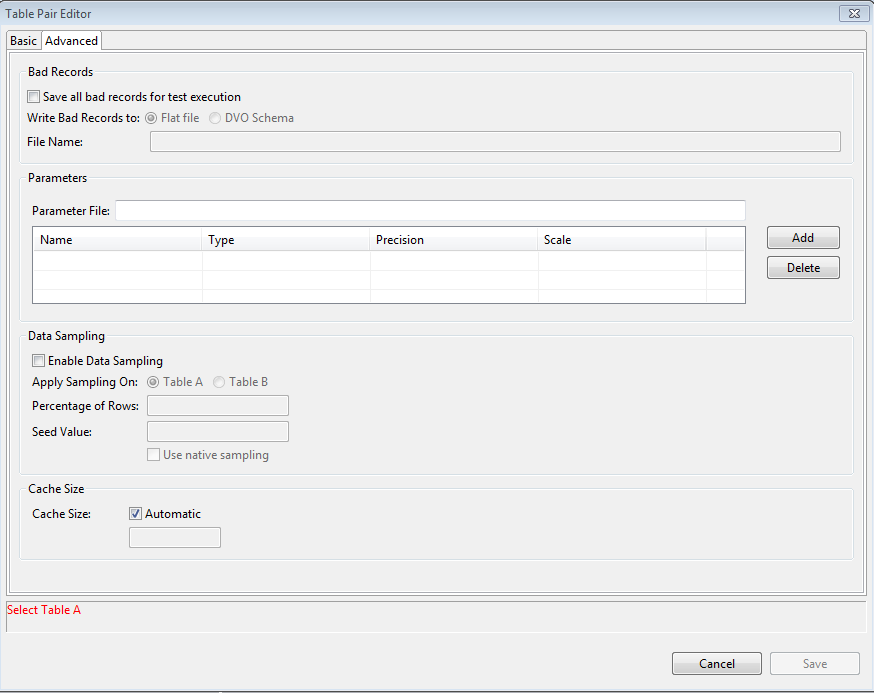 Table Pair Editor
Basic Advanced
Bad Records
Save all bad records for test execution
Write Bad Records to: Flat file DVO Schema
File Name:
Parameters
Parameter File:
Name Type Precision Scale
Add
Delete
Data Sampling
Enable Data Sampling
Apply Sampling On: Table A Table B
Percentage of Rows:
Seed Value:
Use native sampling
Cache Size
Cache Size: Automatic
Select Table A
Cancel Save